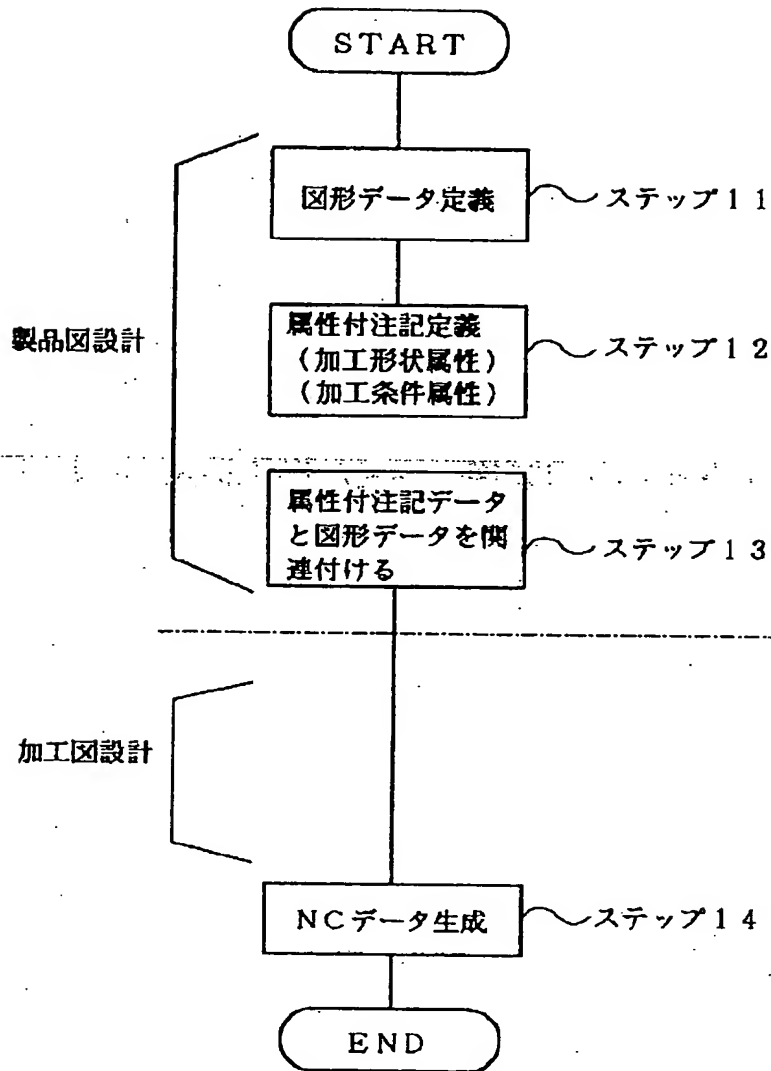 START
図形データ定義
ステップ11
製品図設計
属性付注記定義
(加工形状属性)
(加工条件属性)
ステップ12
属性付注記データ
と図形データを関
連付ける
ステップ13
加工図設計
NCデータ生成
ステップ14
END